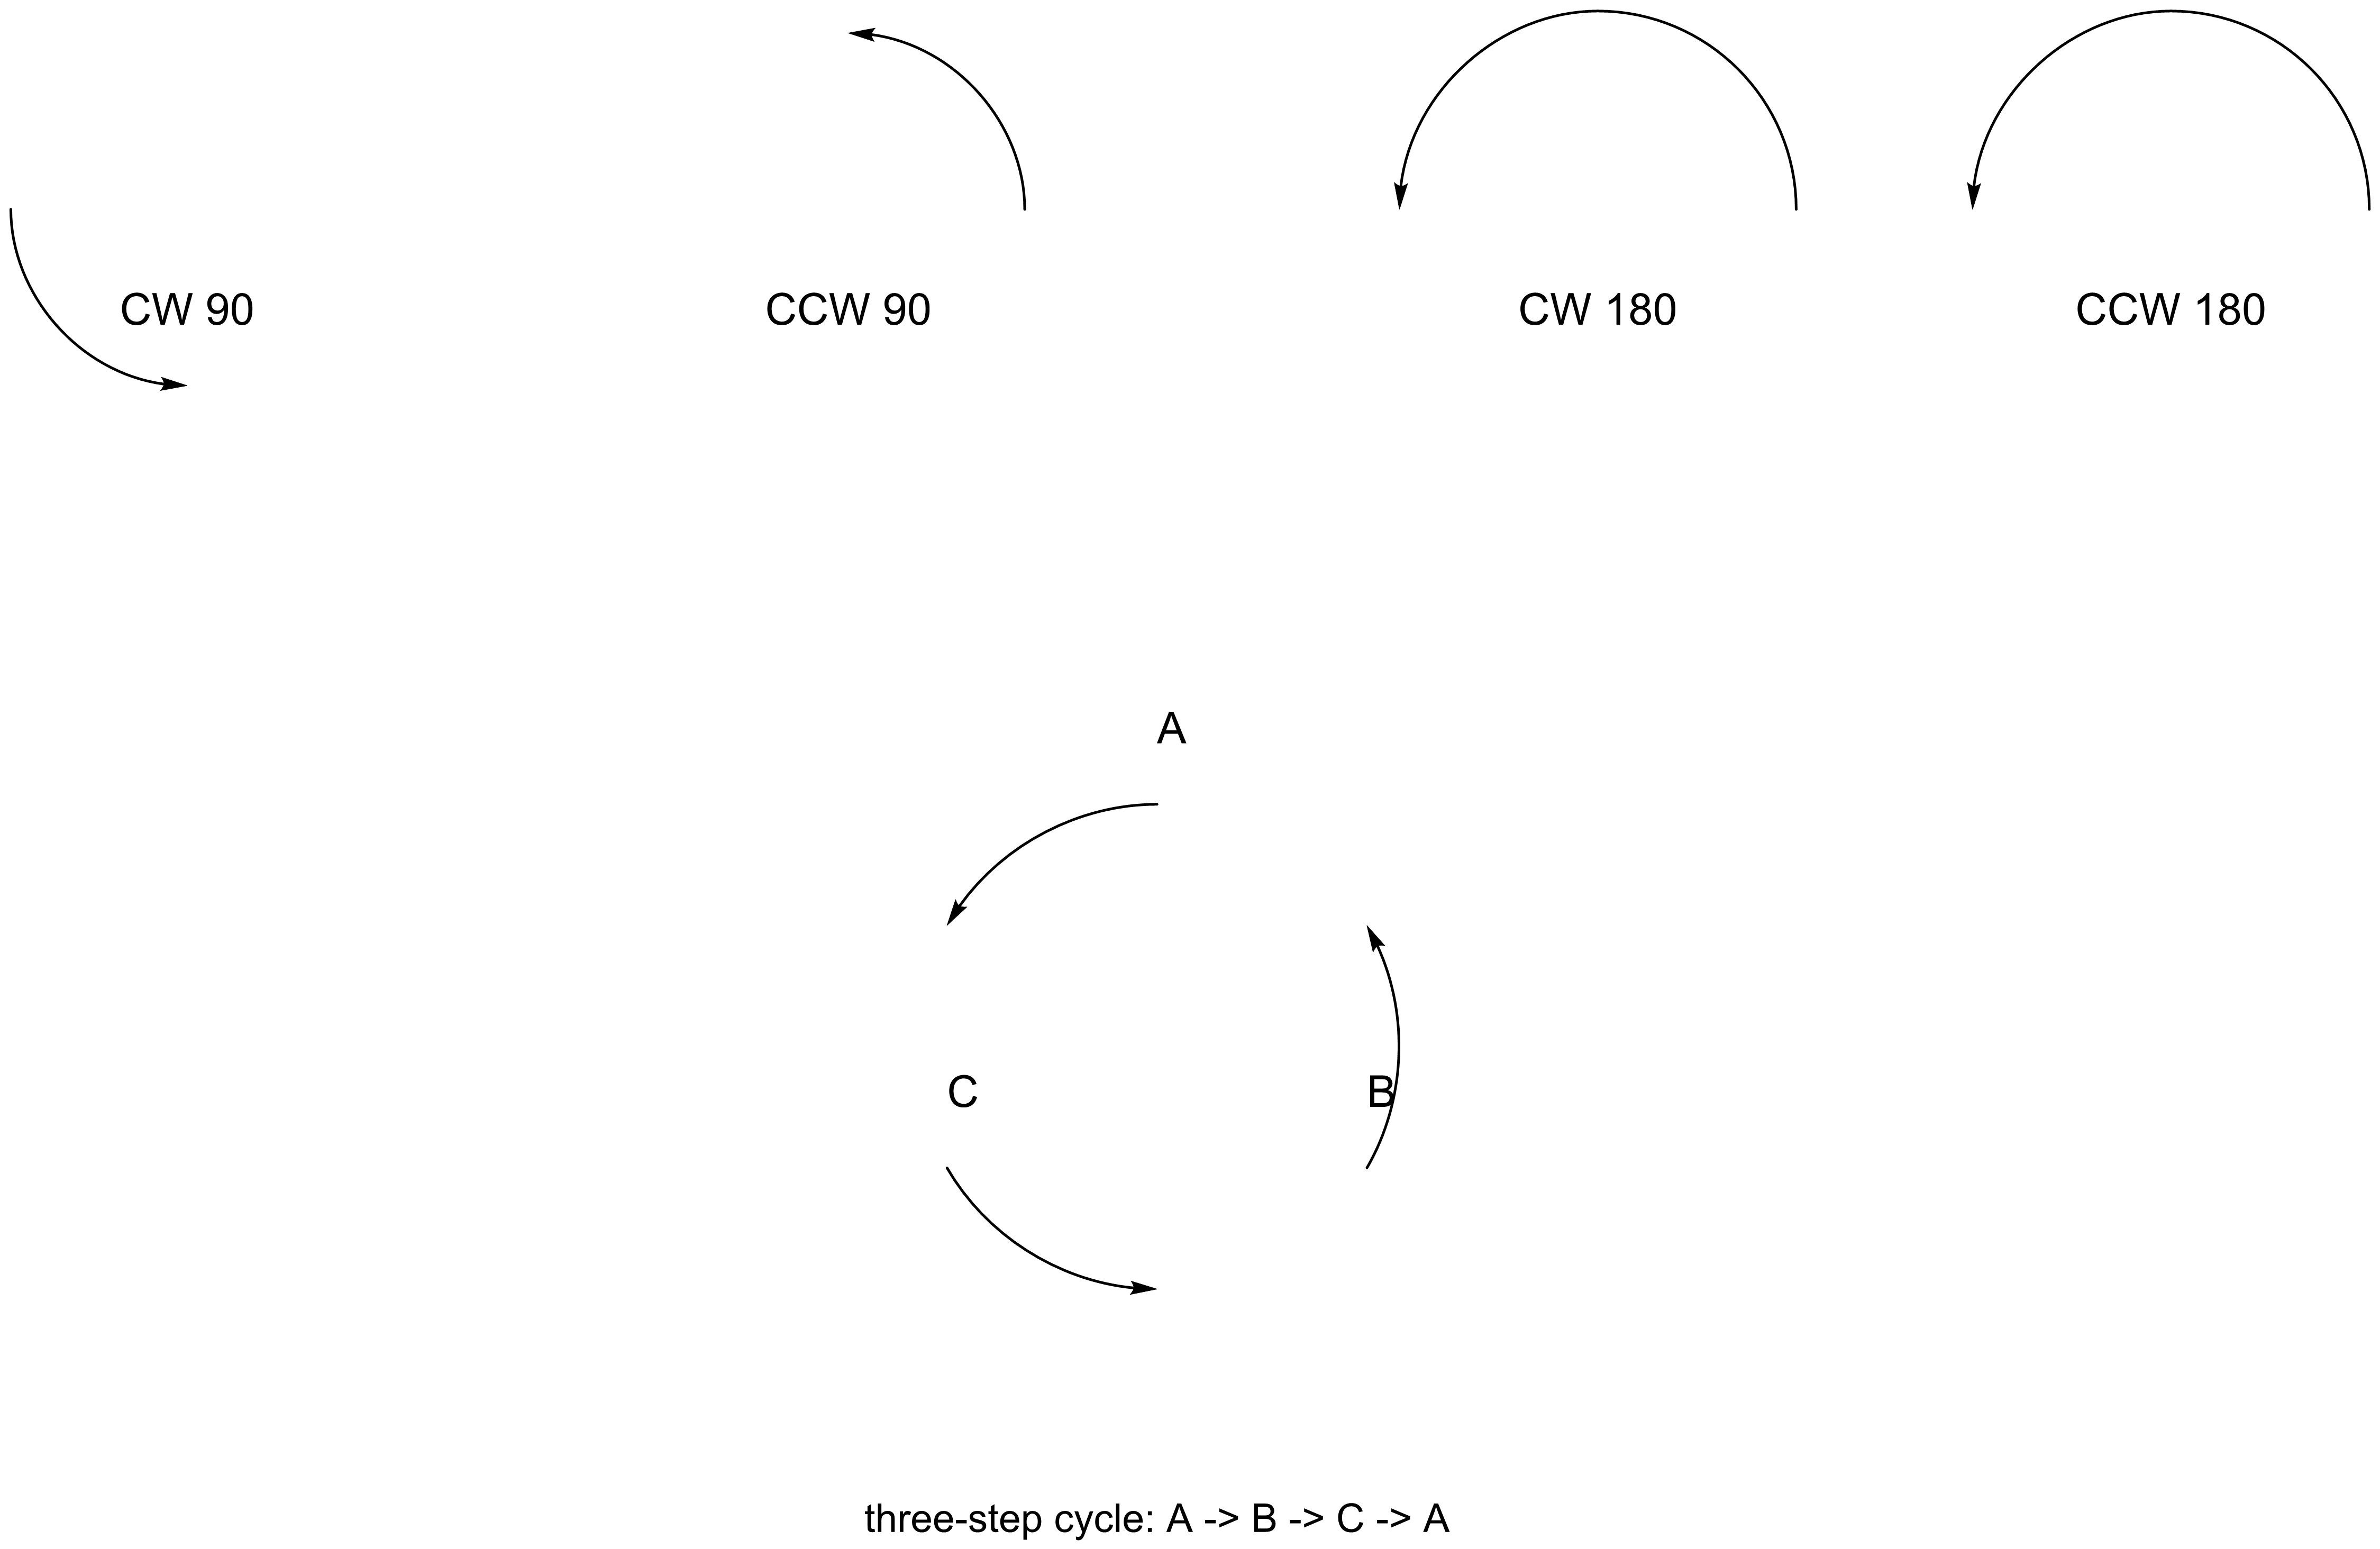 CW 90
CCW 90
CW 180
CCW 180
A
C
B
three-step cycle: A -> B -> C -> A